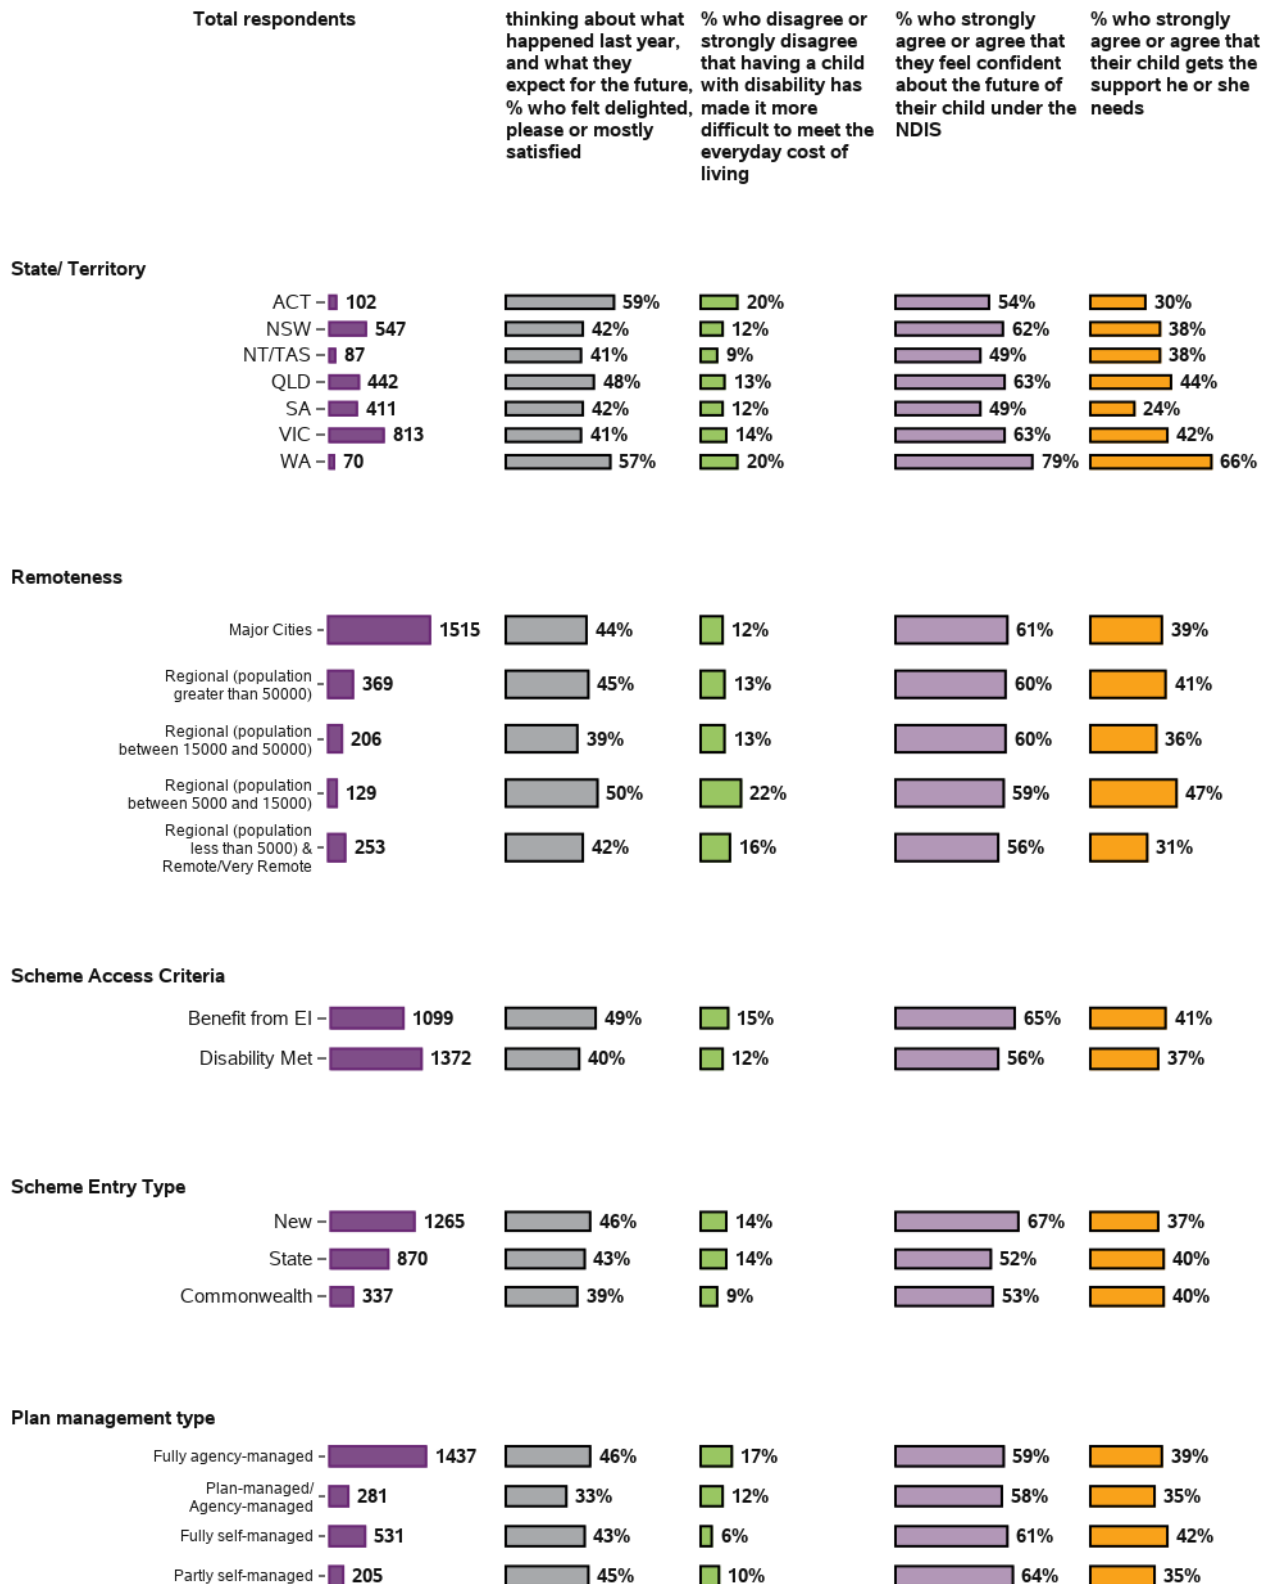 Total respondents
thinking about what happened last year, and what they expect for the future, % who felt delighted, please or mostly satisfied
% who disagree or strongly disagree that having a child with disability has made it more difficult to meet the everyday cost of living
% who strongly agree or agree that they feel confident about the future of their child under the NDIS
% who strongly agree or agree that their child gets the support he or she needs
State/ Territory
ACT 102 59% 20% 54% 30%
NSW 547 42% 12% 62% 38%
NT/TAS 87 41% 9% 49% 38%
QLD 442 48% 13% 63% 44%
SA 411 42% 12% 49% 24%
VIC 813 41% 14% 63% 42%
WA 70 57% 20% 79% 66%
Remoteness
Major Cities 1515 44% 12% 61% 39%
Regional (population
greater than 50000) 369 45% 13% 60% 41%
Regional (population
between 15000 and 50000) 206 39% 13% 60% 36%
Regional (population
between 5000 and 15000) 129 50% 22% 59% 47%
Regional (population
less than 5000) &
Remote/Very Remote 253 42% 16% 56% 31%
Scheme Access Criteria
Benefit from EI 1099 49% 15% 65% 41%
Disability Met 1372 40% 12% 56% 37%
Scheme Entry Type
New 1265 46% 14% 67% 37%
State 870 43% 14% 52% 40%
Commonwealth 337 39% 9% 53% 40%
Plan management type
Fully agency-managed 1437 46% 17% 59% 39%
Plan-managed/
Agency-managed 281 33% 12% 58% 35%
Fully self-managed 531 43% 6% 61% 42%
Partly self-managed 205 45% 10% 64% 35%